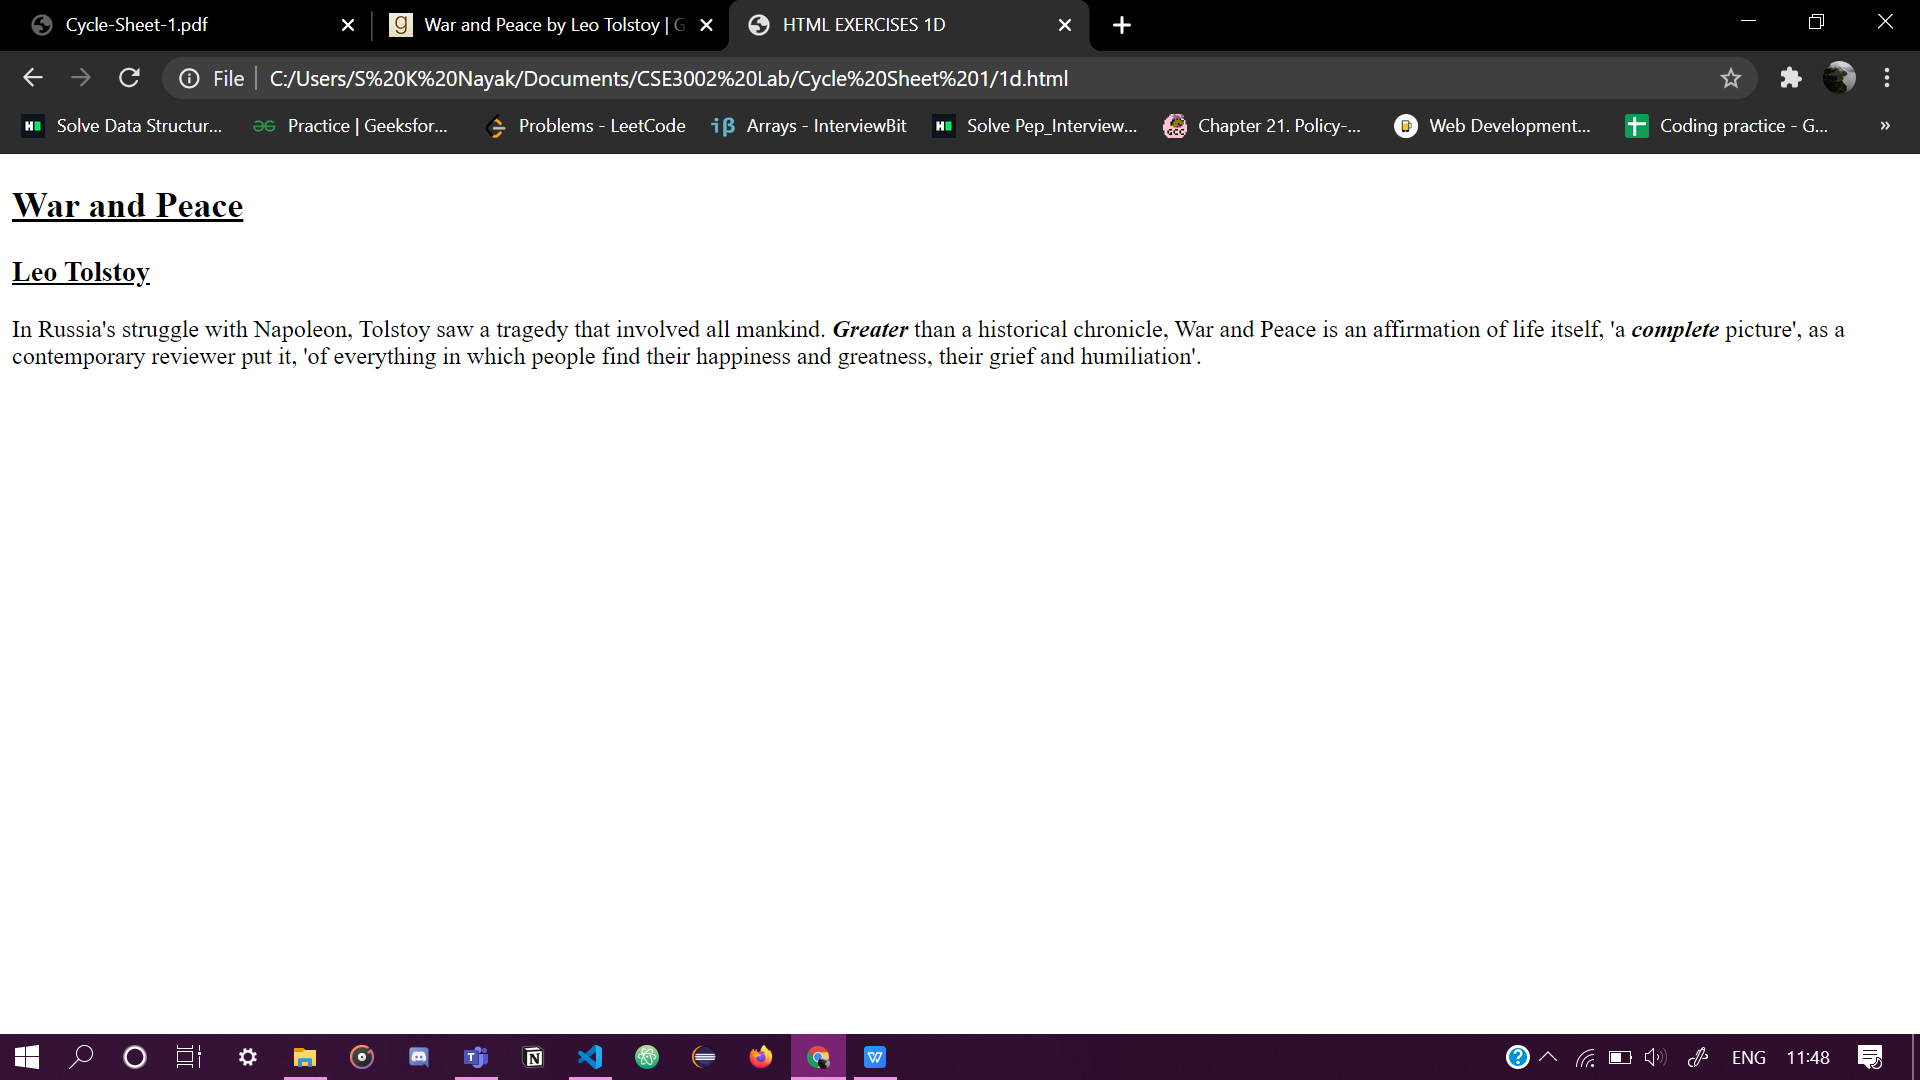 Cycle-Sheet-1.pdf
War and Peace by Leo Tolstoy | G
HTML EXERCISES 1D
File
C:/Users/S%20K%20Nayak/Documents/CSE3002%20Lab/Cycle%20Sheet%201/1d.html
Solve Data Structur...
Practice | Geeksfor...
Problems - LeetCode
Arrays - InterviewBit
Solve Pep_Interview...
Chapter 21. Policy-...
Web Development...
Coding practice - G...
War and Peace
Leo Tolstoy
In Russia's struggle with Napoleon, Tolstoy saw a tragedy that involved all mankind. Greater than a historical chronicle, War and Peace is an affirmation of life itself, 'a complete picture', as a
contemporary reviewer put it, 'of everything in which people find their happiness and greatness, their grief and humiliation'.
ENG
11:48